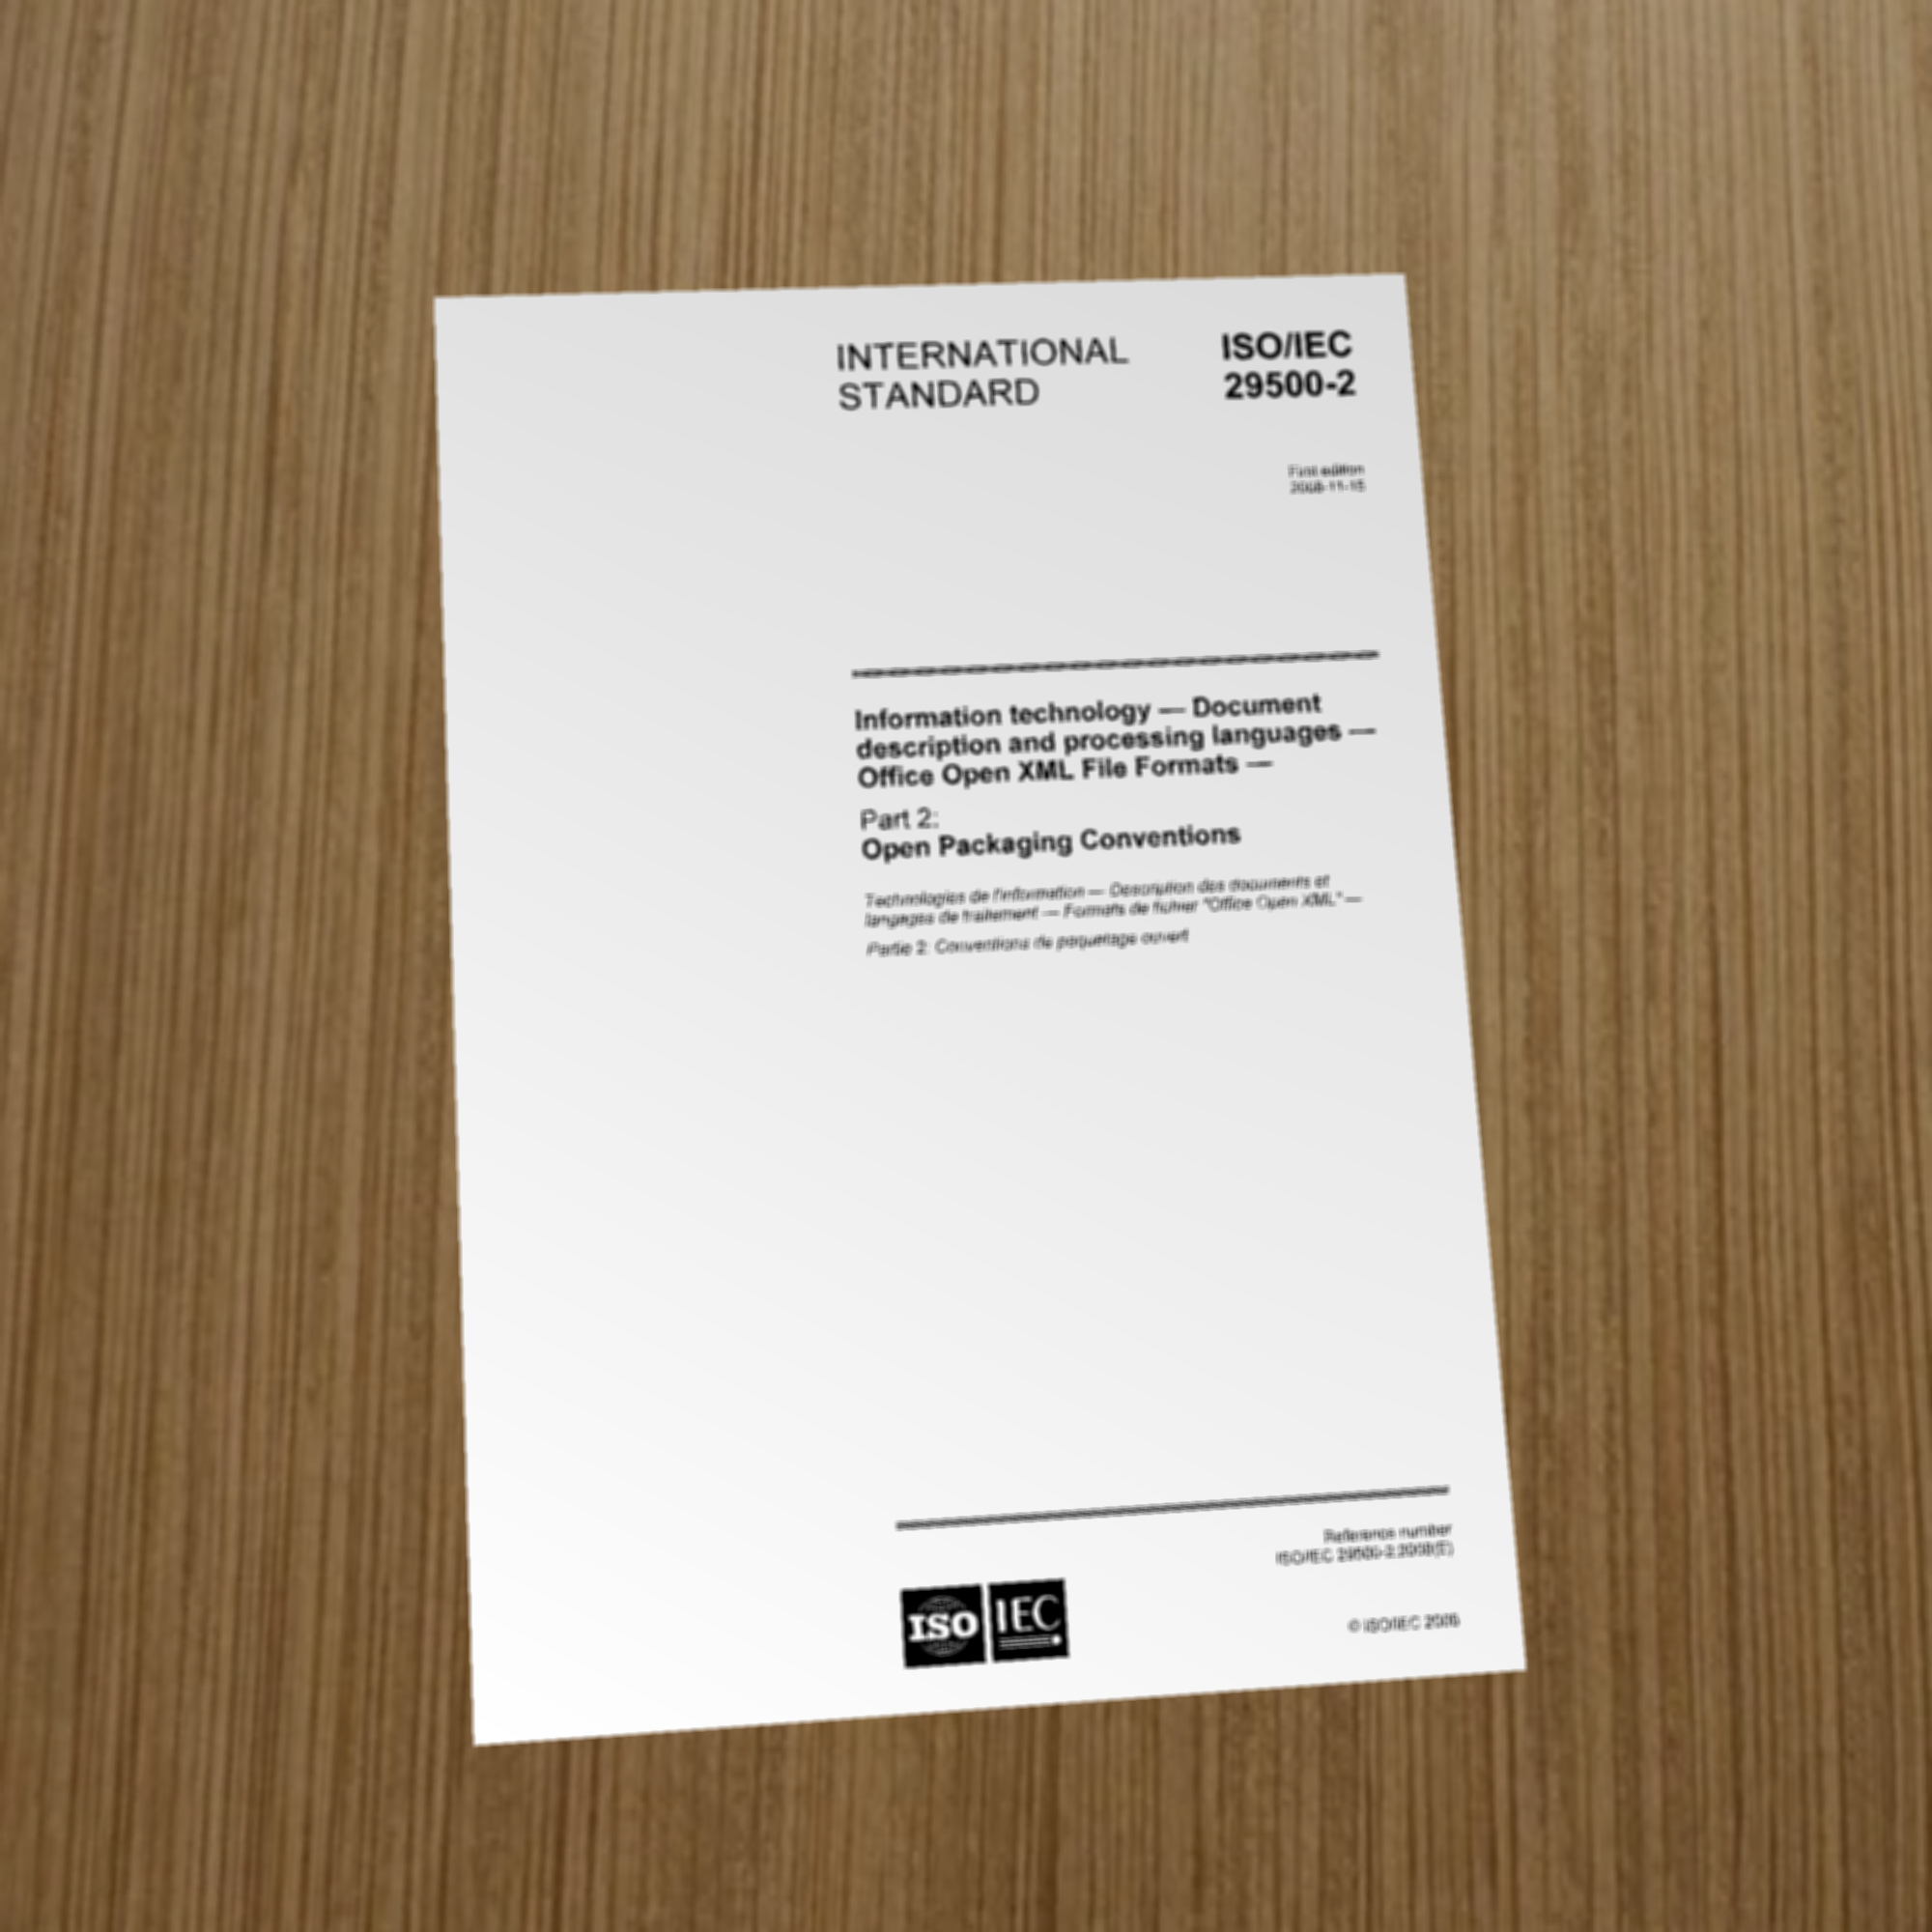 INTERNATIONAL
STANDARD
ISO/IEC
29500-2
First edition
2008-11-15
Information technology — Document
description and processing languages —
Office Open XML File Formats —
Part 2:
Open Packaging Conventions
Technologies de l'information — Description des documents et
langages de traitement — Formats de fichier "Office Open XML" —
Partie 2: Conventions de paquetage ouvert
Reference number
ISO/IEC 29500-2:2008(E)
ISO IEC
© ISO/IEC 2008